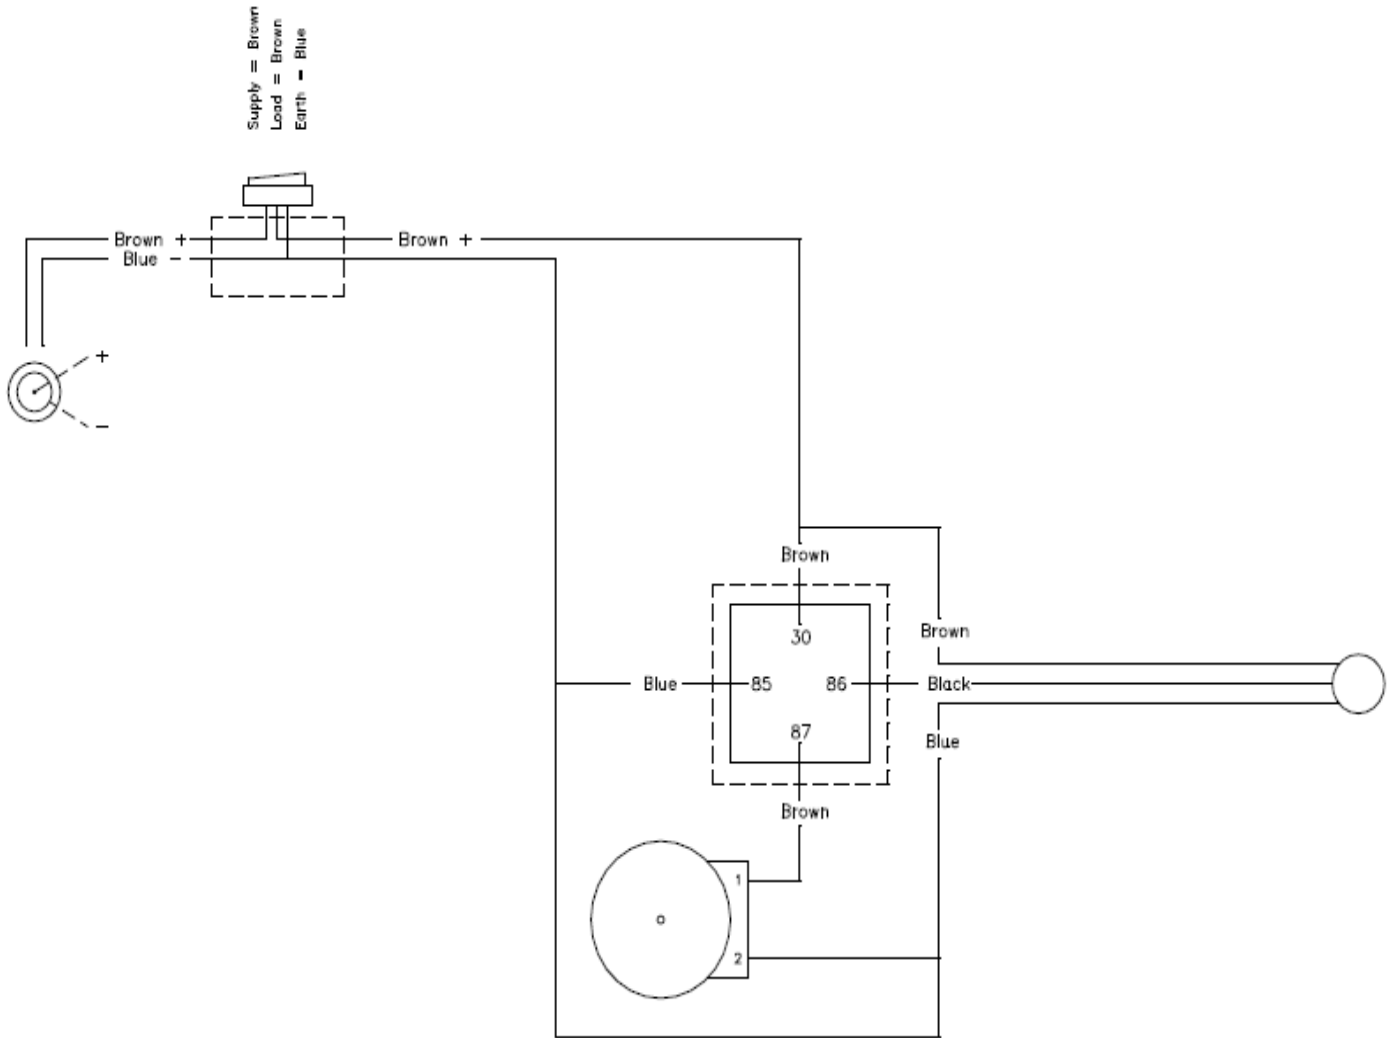 Supply = Brown
Load = Brown
Earth - Blue
Brown +
Brown +
Blue -
+
-
Brown
30
Brown
Blue
85
86
Black
87
Blue
Brown
1
2